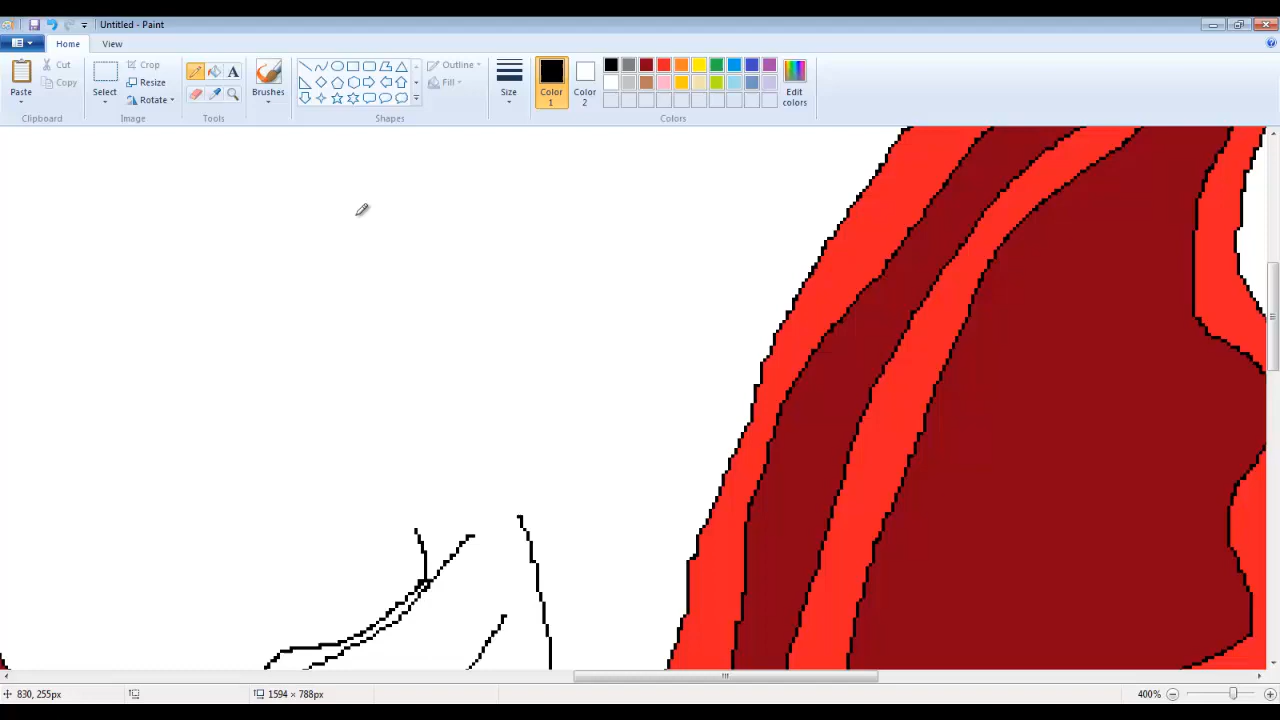 Untitled - Paint
Home View
Paste
Cut
Copy
Clipboard
Select
Crop
Resize
Rotate
Image
A
Tools
Brushes
Outline
Fill
Shapes
Size
Color 1
Color 2
Edit colors
Colors
830, 255px
1594 × 788px
400%